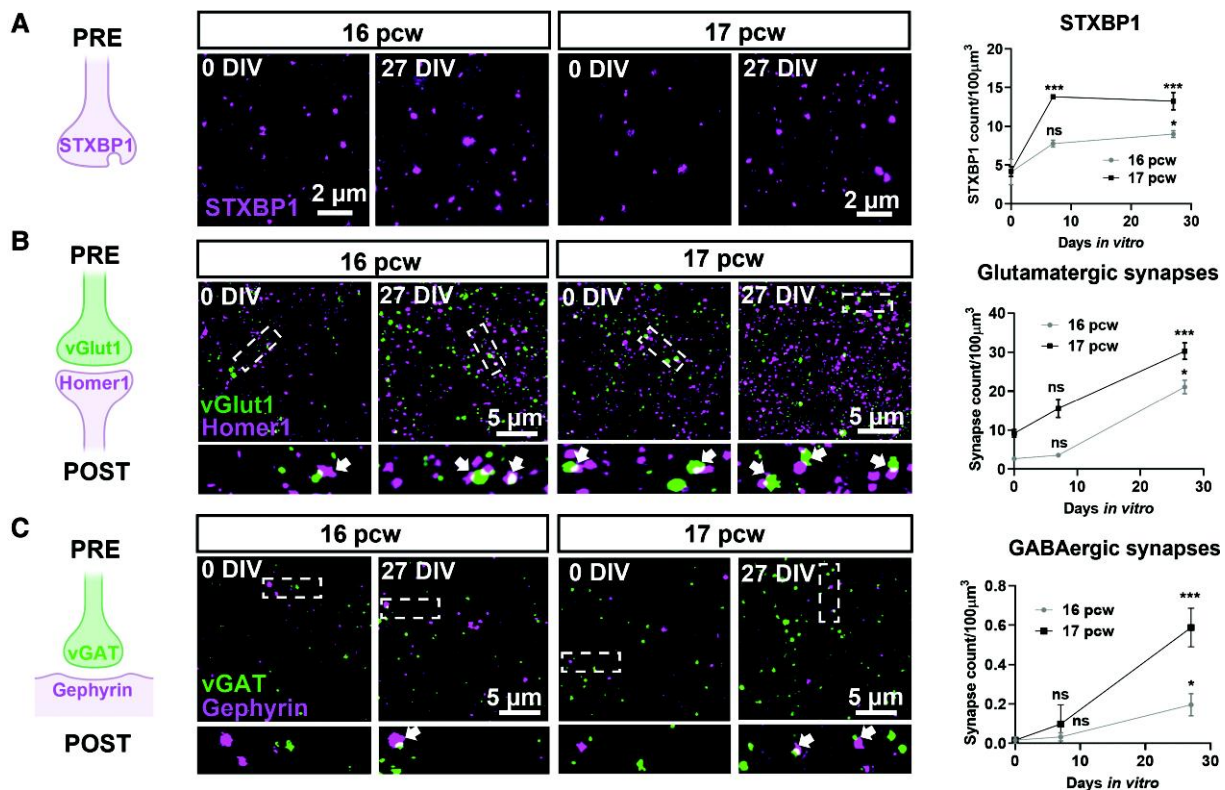 A
PRE
STXBP1
16 pcw
17 pcw
0 DIV
27 DIV
0 DIV
27 DIV
STXBP1
2 μm
2 μm
STXBP1
STXBP1 count/100μm³
20
15
10
5
0
***
***
ns
*
16 pcw
17 pcw
0
10
20
30
Days in vitro
B
PRE
vGlut1
Homer1
POST
16 pcw
17 pcw
0 DIV
27 DIV
0 DIV
27 DIV
vGlut1
Homer1
5 μm
5 μm
Glutamatergic synapses
Synapse count/100μm³
40
30
20
10
0
16 pcw
17 pcw
***
ns
*
ns
0
10
20
30
Days in vitro
C
PRE
vGAT
Gephyrin
POST
16 pcw
17 pcw
0 DIV
27 DIV
0 DIV
27 DIV
vGAT
Gephyrin
5 μm
5 μm
GABAergic synapses
Synapse count/100μm³
0.8
0.6
0.4
0.2
0.0
16 pcw
17 pcw
***
ns
ns
*
0
10
20
30
Days in vitro